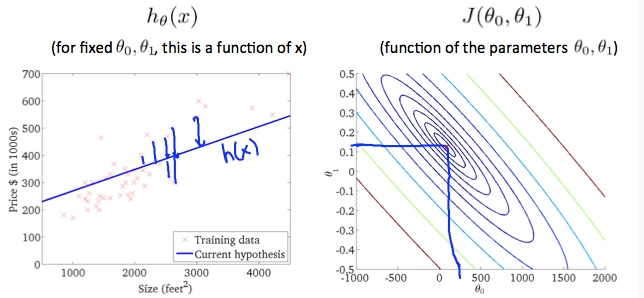 hθ(x)
(for fixed θ0, θ1, this is a function of x)
700
600
500
400
300
200
100
0
1000 2000 3000 4000
Price $ (in 1000s)
Size (feet²)
h(x)
Training data
Current hypothesis
J(θ0, θ1)
(function of the parameters θ0, θ1)
0.5
0.4
0.3
0.2
0.1
0
-0.1
-0.2
-0.3
-0.4
-0.5
-1000 -500 0 500 1000 1500 2000
θ1
θ0